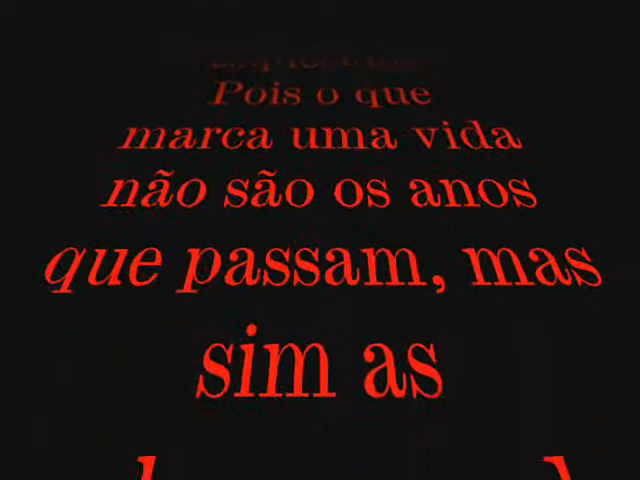 Pois o que
marca uma vida
não são os anos
que passam, mas
sim as